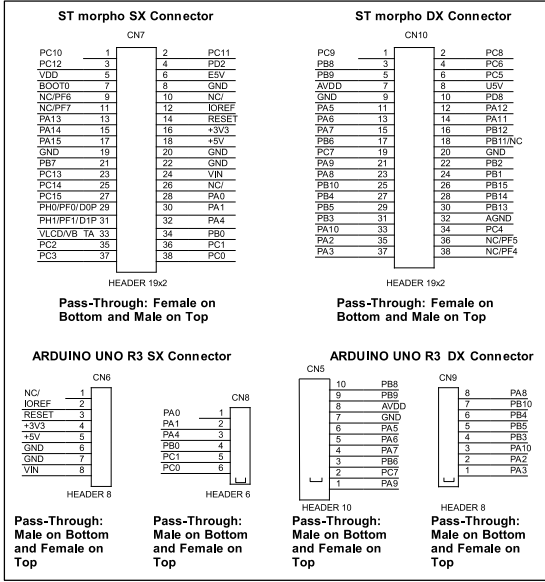 ST morpho SX Connector
CN7
PC10 1 2 PC11
PC12 3 4 PD2
VDD 5 6 E5V
BOOT0 7 8 GND
NC/PF6 9 10 NC/
NC/PF7 11 12 IOREF
PA13 13 14 RESET
PA14 15 16 +3V3
PA15 17 18 +5V
GND 19 20 GND
PB7 21 22 GND
PC13 23 24 VIN
PC14 25 26 NC/
PC15 27 28 PA0
PH0/PF0/D0P 29 30 PA1
PH1/PF1/D1P 31 32 PA4
VLCD/VB TA 33 34 PB0
PC2 35 36 PC1
PC3 37 38 PC0
HEADER 19x2
Pass-Through: Female on
Bottom and Male on Top
ST morpho DX Connector
CN10
PC9 1 2 PC8
PB8 3 4 PC6
PB9 5 6 PC5
AVDD 7 8 U5V
GND 9 10 PD8
PA5 11 12 PA12
PA6 13 14 PA11
PA7 15 16 PB12
PB6 17 18 PB11/NC
PC7 19 20 GND
PA9 21 22 PB2
PA8 23 24 PB1
PB10 25 26 PB15
PB4 27 28 PB14
PB5 29 30 PB13
PB3 31 32 AGND
PA10 33 34 PC4
PA2 35 36 NC/PF5
PA3 37 38 NC/PF4
HEADER 19x2
Pass-Through: Female on
Bottom and Male on Top
ARDUINO UNO R3 SX Connector
CN6
NC/ 1
IOREF 2
RESET 3
+3V3 4
+5V 5
GND 6
GND 7
VIN 8
HEADER 8
Pass-Through:
Male on Bottom
and Female on
Top
CN8
PA0 1
PA1 2
PA4 3
PB0 4
PC1 5
PC0 6
HEADER 6
Pass-Through:
Male on Bottom
and Female on
Top
ARDUINO UNO R3 DX Connector
CN5
10 PB8
9 PB9
8 AVDD
7 GND
6 PA5
5 PA6
4 PA7
3 PB6
2 PC7
1 PA9
HEADER 10
Pass-Through:
Male on Bottom
and Female on
Top
CN9
8 PA8
7 PB10
6 PB4
5 PB5
4 PB3
3 PA10
2 PA2
1 PA3
HEADER 8
Pass-Through:
Male on Bottom
and Female on
Top